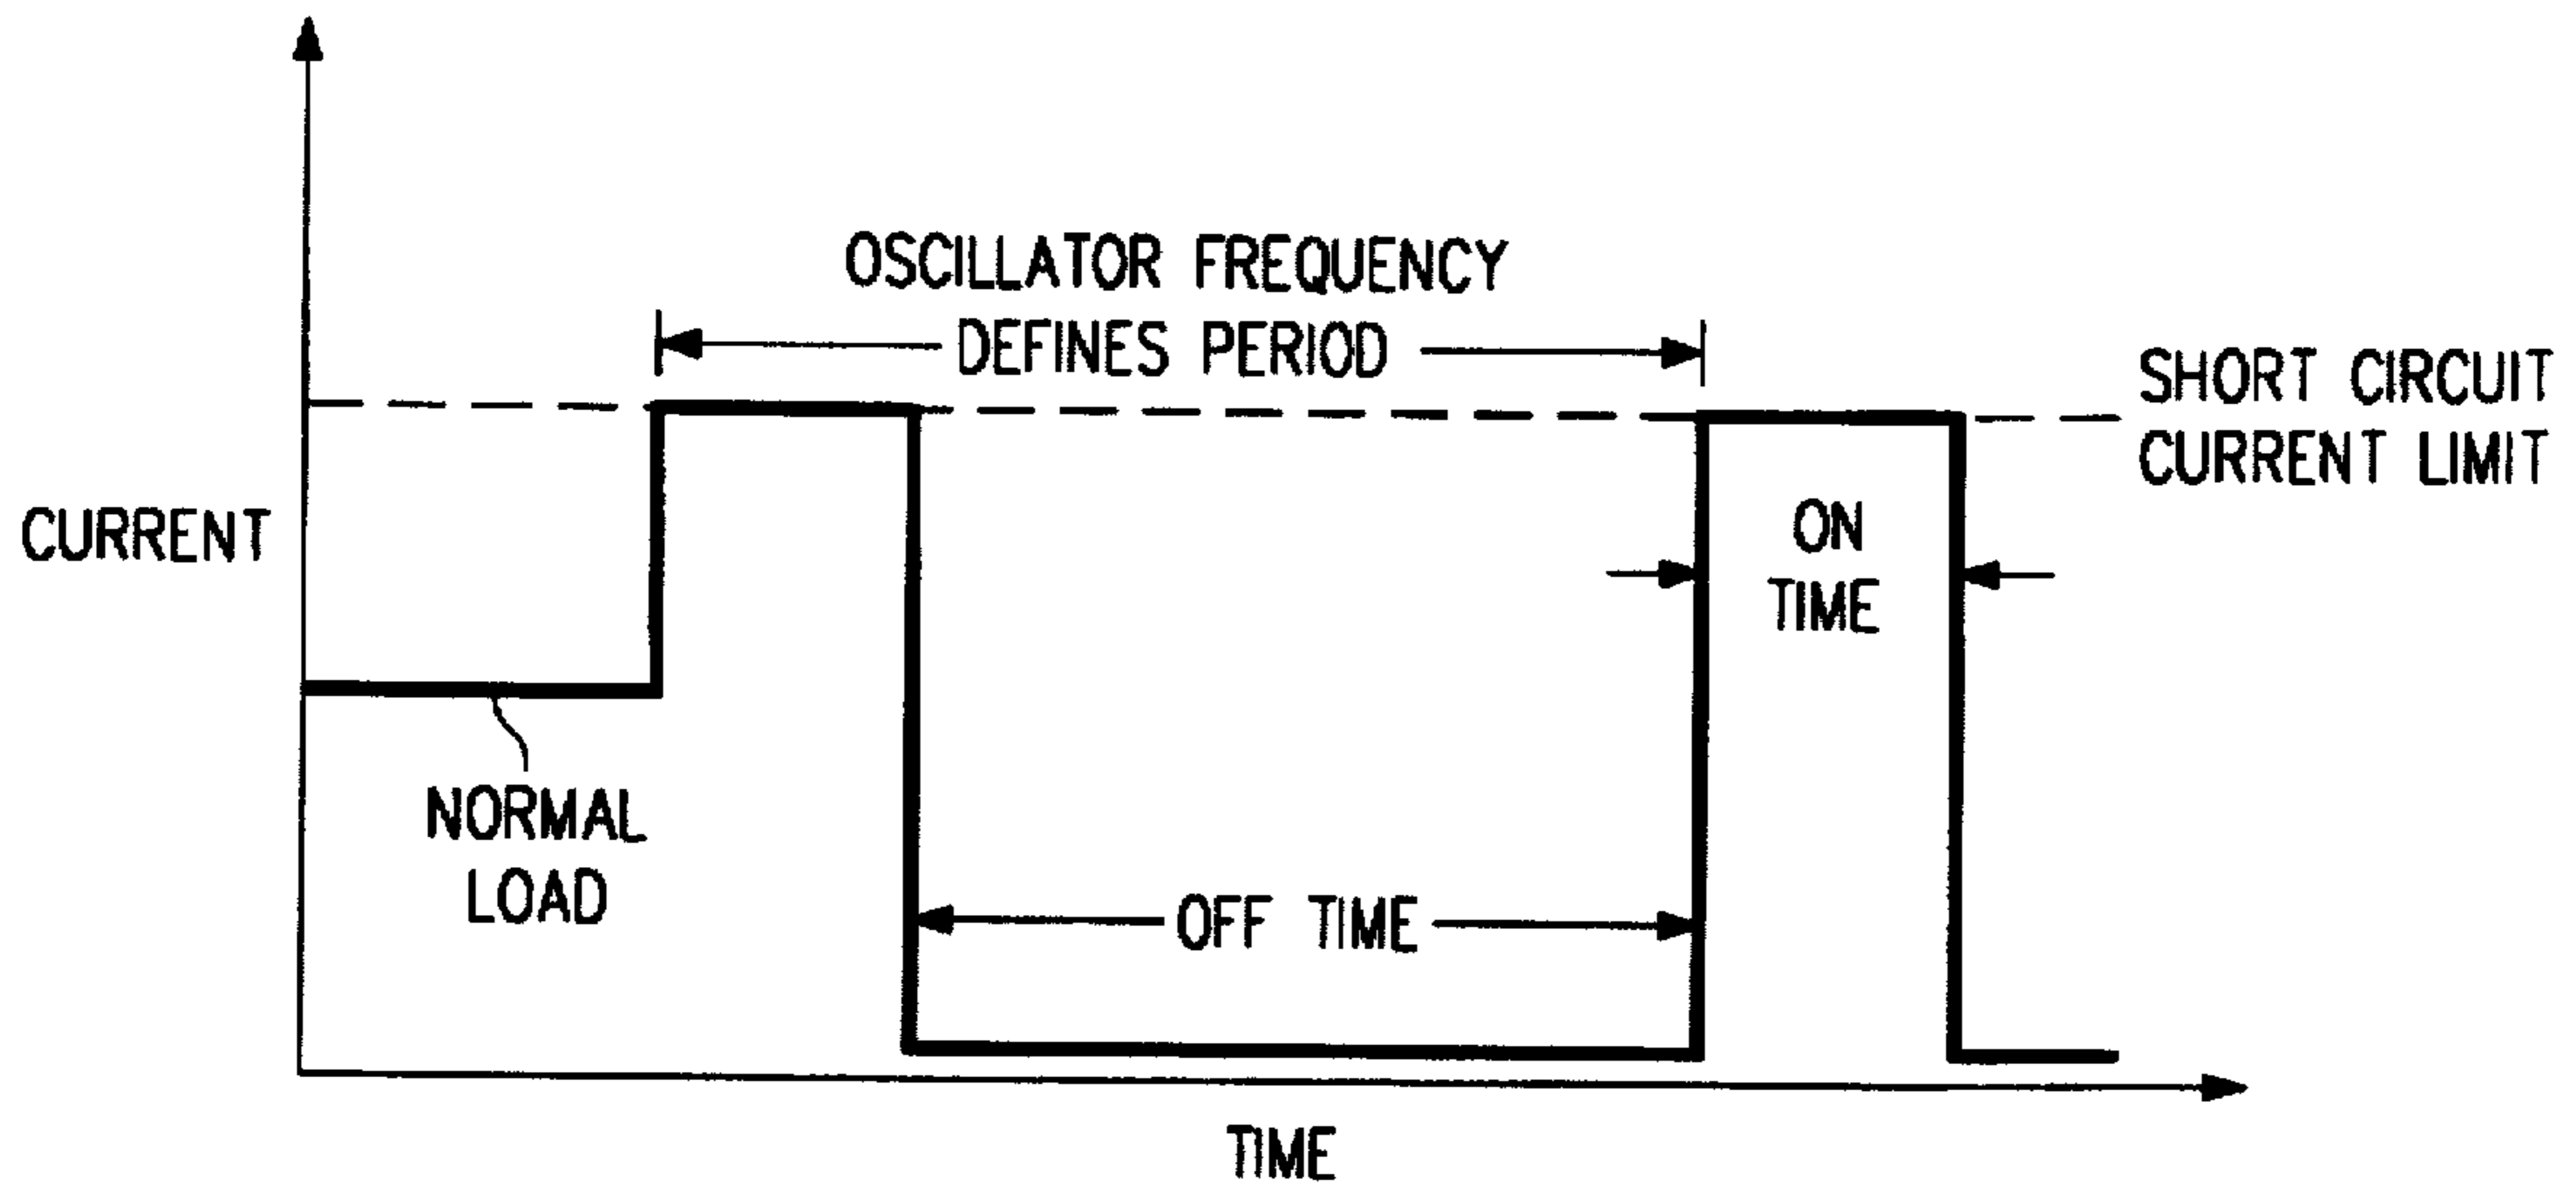 OSCILLATOR FREQUENCY
DEFINES PERIOD
SHORT CIRCUIT
CURRENT LIMIT
CURRENT
ON
TIME
NORMAL
LOAD
OFF TIME
TIME